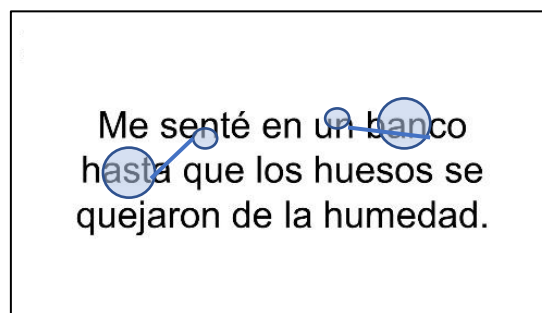 Me senté en un banco
hasta que los huesos se
quejaron de la humedad.